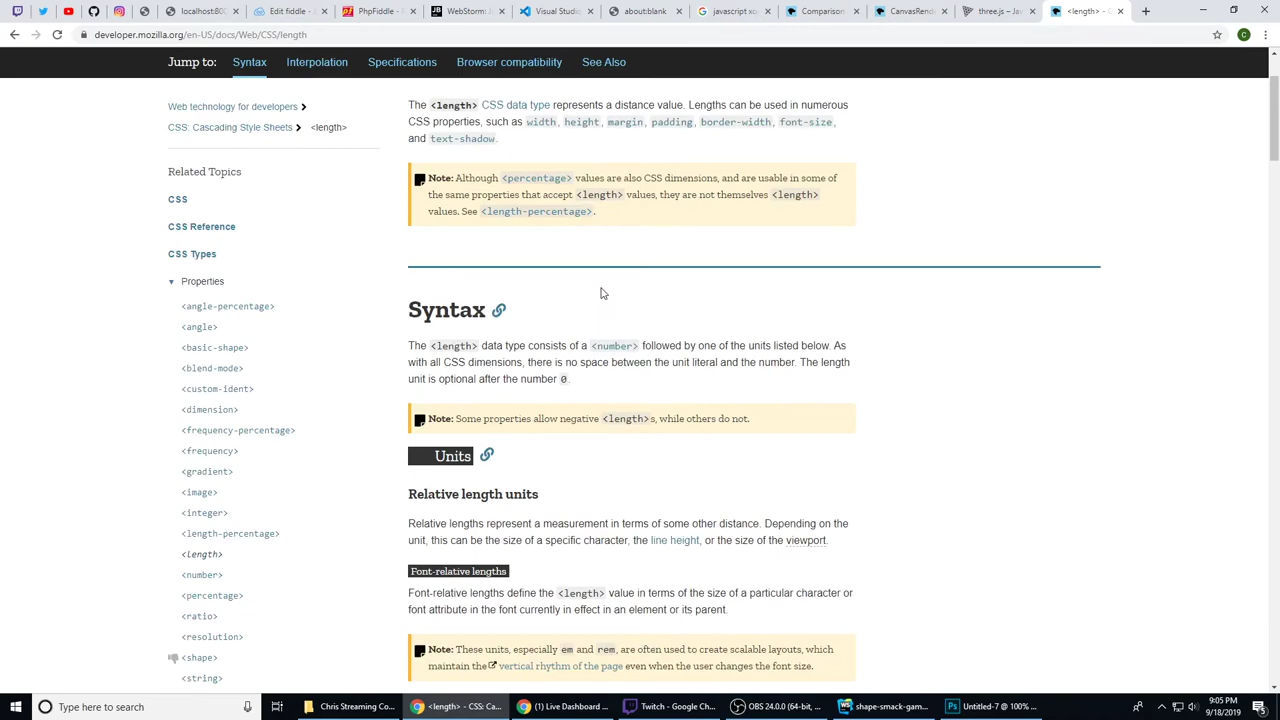 localhost:80
Edit fiddle -
PhpFiddle -
WebStorm:
Visual Studio
about:blank
javascript xo
Comparison
CanvasRende
three.js – Jav
<length> - C
developer.mozilla.org/en-US/docs/Web/CSS/length
C
Jump to: Syntax Interpolation Specifications Browser compatibility See Also
Web technology for developers
CSS: Cascading Style Sheets <length>
Related Topics
CSS
CSS Reference
CSS Types
Properties
<angle-percentage>
<angle>
<basic-shape>
<blend-mode>
<custom-ident>
<dimension>
<frequency-percentage>
<frequency>
<gradient>
<image>
<integer>
<length-percentage>
<length>
<number>
<percentage>
<ratio>
<resolution>
<shape>
<string>
The <length> CSS data type represents a distance value. Lengths can be used in numerous
CSS properties, such as width, height, margin, padding, border-width, font-size,
and text-shadow.
Note: Although <percentage> values are also CSS dimensions, and are usable in some of
the same properties that accept <length> values, they are not themselves <length>
values. See <length-percentage>.
Syntax
The <length> data type consists of a <number> followed by one of the units listed below. As
with all CSS dimensions, there is no space between the unit literal and the number. The length
unit is optional after the number 0.
Note: Some properties allow negative <length>s, while others do not.
Units
Relative length units
Relative lengths represent a measurement in terms of some other distance. Depending on the
unit, this can be the size of a specific character, the line height, or the size of the viewport.
Font-relative lengths
Font-relative lengths define the <length> value in terms of the size of a particular character or
font attribute in the font currently in effect in an element or its parent.
Note: These units, especially em and rem, are often used to create scalable layouts, which
maintain the vertical rhythm of the page even when the user changes the font size.
Type here to search
Chris Streaming Co...
<length> - CSS: Ca...
(1) Live Dashboard ...
Twitch - Google Ch...
OBS 24.0.0 (64-bit, ...
shape-smack-gam...
Untitled-7 @ 100% ...
9:05 PM
9/18/2019
5